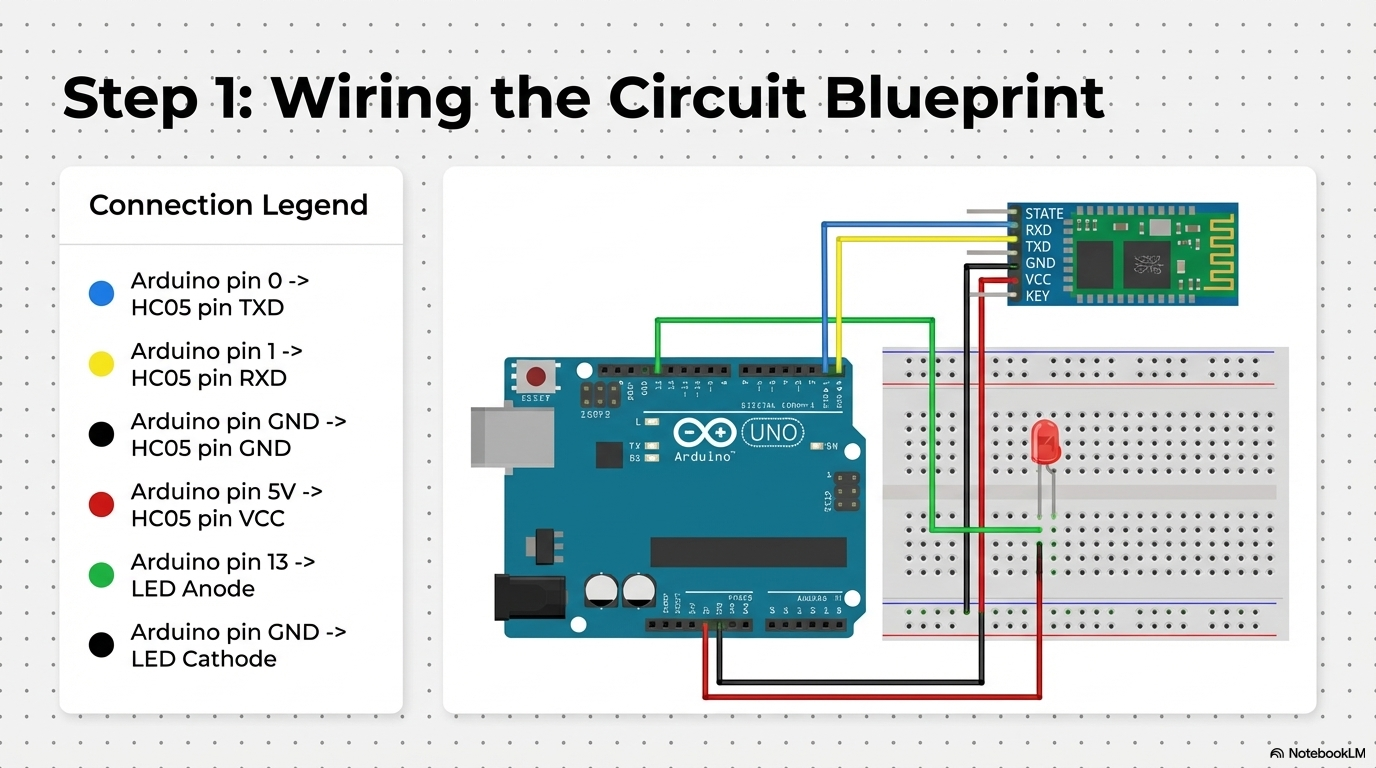 Step 1: Wiring the Circuit Blueprint
Connection Legend
Arduino pin 0 ->
HC05 pin TXD
Arduino pin 1 ->
HC05 pin RXD
Arduino pin GND ->
HC05 pin GND
Arduino pin 5V ->
HC05 pin VCC
Arduino pin 13 ->
LED Anode
Arduino pin GND ->
LED Cathode
STATE
RXD
TXD
GND
VCC
KEY
L
TX
UNO
Arduino
NotebookLM